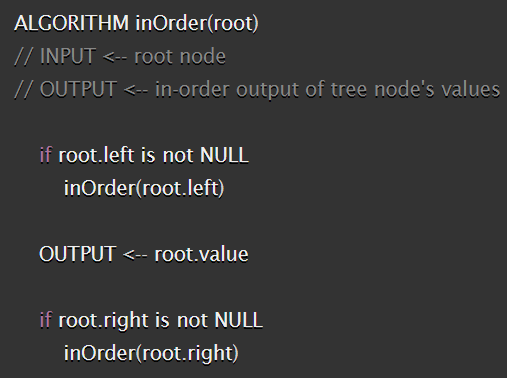 ALGORITHM inOrder(root)
// INPUT <-- root node
// OUTPUT <-- in-order output of tree node's values
if root.left is not NULL
inOrder(root.left)
OUTPUT <-- root.value
if root.right is not NULL
inOrder(root.right)